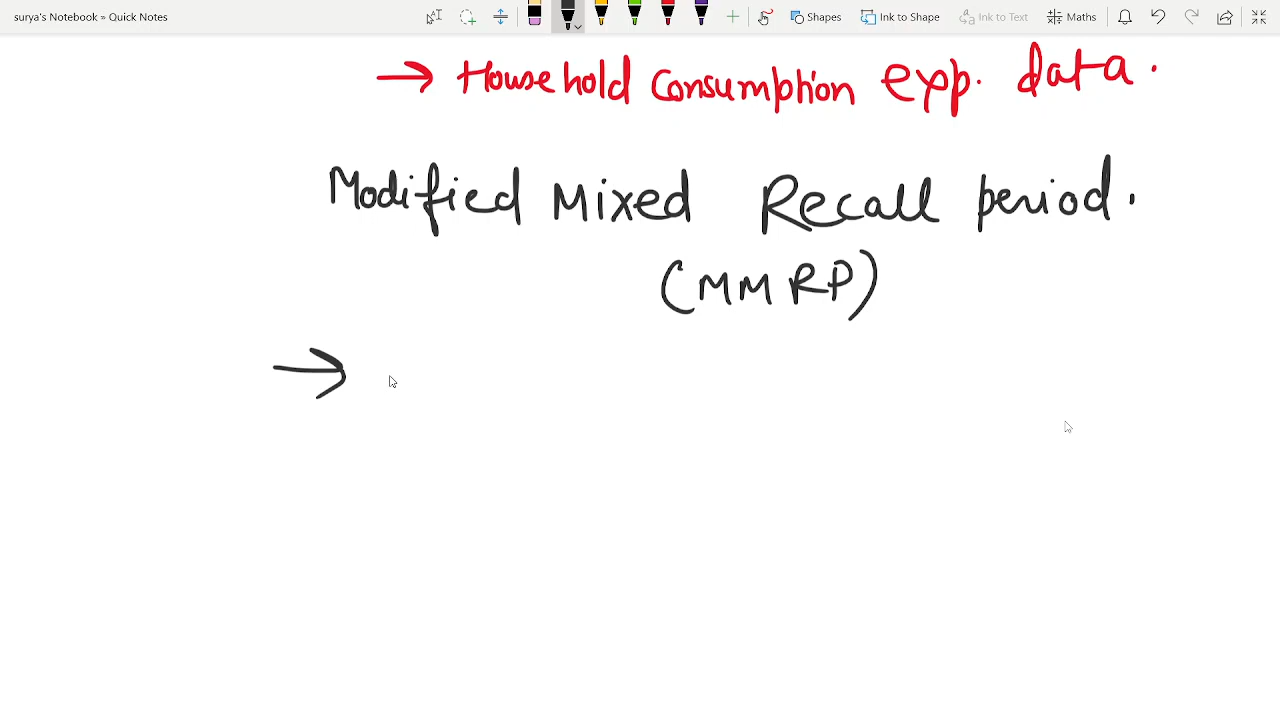 surya's Notebook » Quick Notes Shapes Ink to Shape Ink to Text Maths
→ Household Consumption exp. data.
Modified Mixed Recall period.
(MMRP)
→